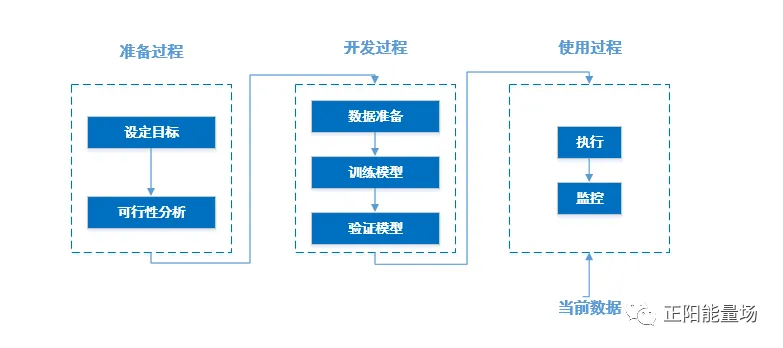 准备过程
设定目标
可行性分析
开发过程
数据准备
训练模型
验证模型
使用过程
执行
监控
当前数据
正阳能量场